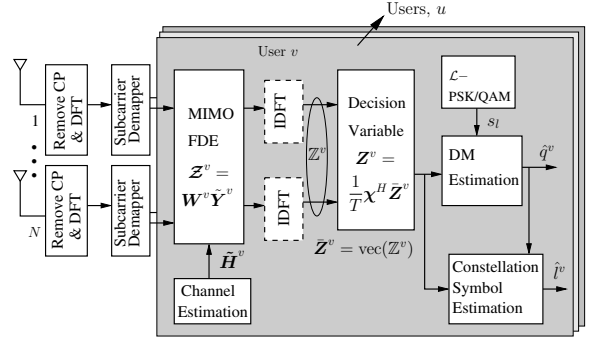 Users, u
User v
1
N
Remove CP
& DFT
Subcarrier
Demapper
Remove CP
& DFT
Subcarrier
Demapper
MIMO
FDE
𝓩^v =
W^v Ỹ^v
IDFT
IDFT
ℤ^v
Decision
Variable
Z^v =
1/T χ^H Z̄^v
Z̄^v = vec(ℤ^v)
ℒ−
PSK/QAM
s_l
DM
Estimation
q̂^v
Constellation
Symbol
Estimation
l̂^v
H̃^v
Channel
Estimation